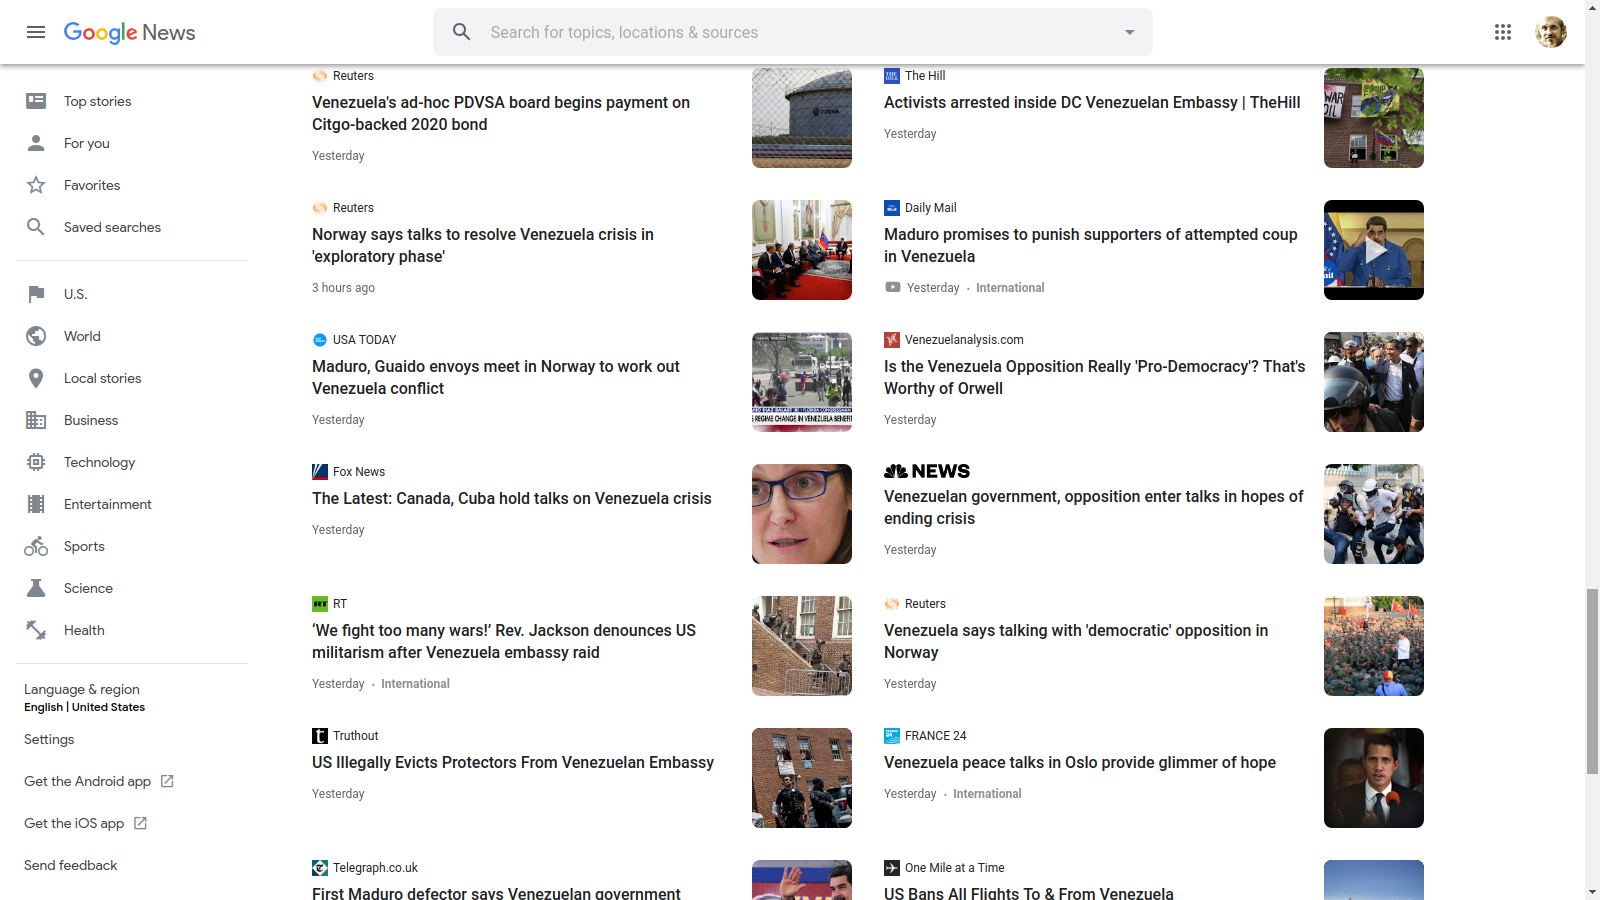 Google News
Search for topics, locations & sources
Top stories
For you
Favorites
Saved searches
U.S.
World
Local stories
Business
Technology
Entertainment
Sports
Science
Health
Language & region
English | United States
Settings
Get the Android app
Get the iOS app
Send feedback
Reuters
Venezuela's ad-hoc PDVSA board begins payment on
Citgo-backed 2020 bond
Yesterday
The Hill
Activists arrested inside DC Venezuelan Embassy | TheHill
Yesterday
Reuters
Norway says talks to resolve Venezuela crisis in
'exploratory phase'
3 hours ago
Daily Mail
Maduro promises to punish supporters of attempted coup
in Venezuela
Yesterday • International
USA TODAY
Maduro, Guaido envoys meet in Norway to work out
Venezuela conflict
Yesterday
Venezuelanalysis.com
Is the Venezuela Opposition Really 'Pro-Democracy'? That's
Worthy of Orwell
Yesterday
Fox News
The Latest: Canada, Cuba hold talks on Venezuela crisis
Yesterday
NEWS
Venezuelan government, opposition enter talks in hopes of
ending crisis
Yesterday
RT
‘We fight too many wars!’ Rev. Jackson denounces US
militarism after Venezuela embassy raid
Yesterday • International
Reuters
Venezuela says talking with 'democratic' opposition in
Norway
Yesterday
Truthout
US Illegally Evicts Protectors From Venezuelan Embassy
Yesterday
FRANCE 24
Venezuela peace talks in Oslo provide glimmer of hope
Yesterday • International
Telegraph.co.uk
First Maduro defector says Venezuelan government
One Mile at a Time
US Bans All Flights To & From Venezuela